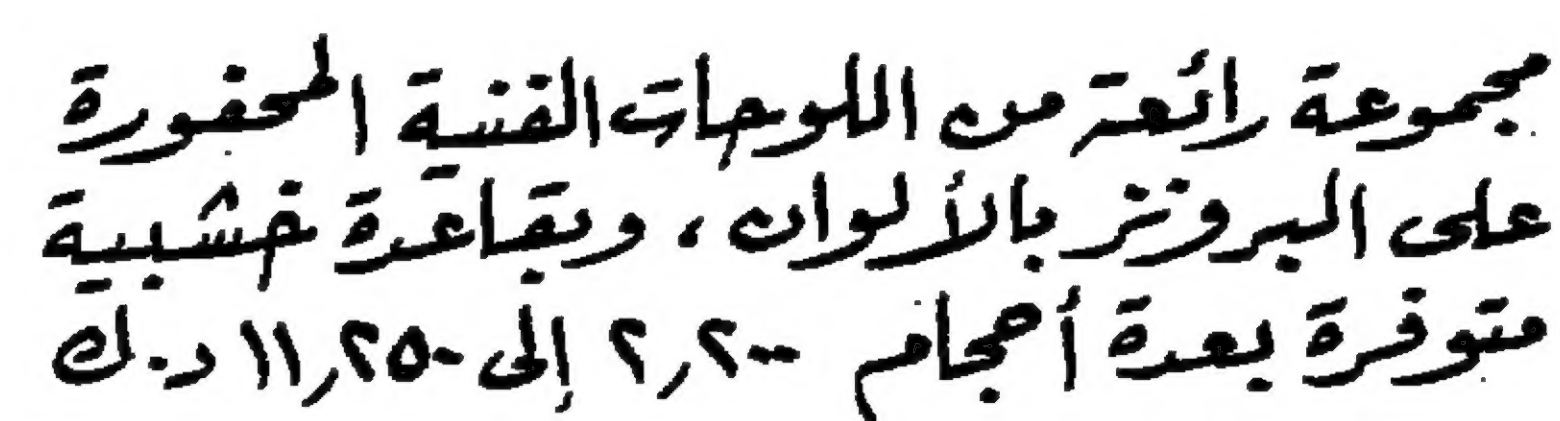 مجموعة رائعة من اللوحات الفنية المحفورة
على البرونز بالألوان، وبقاعدة خشبية
متوفرة بعدة أحجام ٢,٢٠٠ إلى ١١,٢٥٠ د.ك